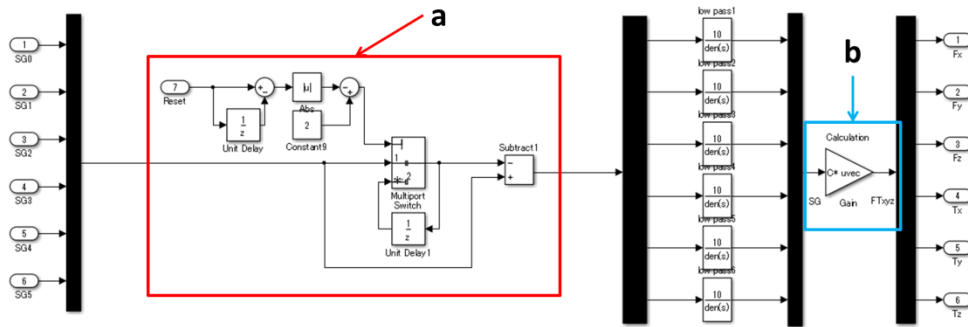 a
b
1
SG0
2
SG1
3
SG2
4
SG3
5
SG4
6
SG5
7
Reset
+
-
|u|
Abs
-
+
1
z
Unit Delay
2
Constant9
1
*, 2
Multiport
Switch
1
z
Unit Delay1
Subtract1
-
+
low pass1
10
den(s)
low pass2
10
den(s)
low pass3
10
den(s)
low pass4
10
den(s)
low pass5
10
den(s)
low pass6
10
den(s)
Calculation
C* uvec
SG
Gain
FTxyz
1
Fx
2
Fy
3
Fz
4
Tx
5
Ty
6
Tz